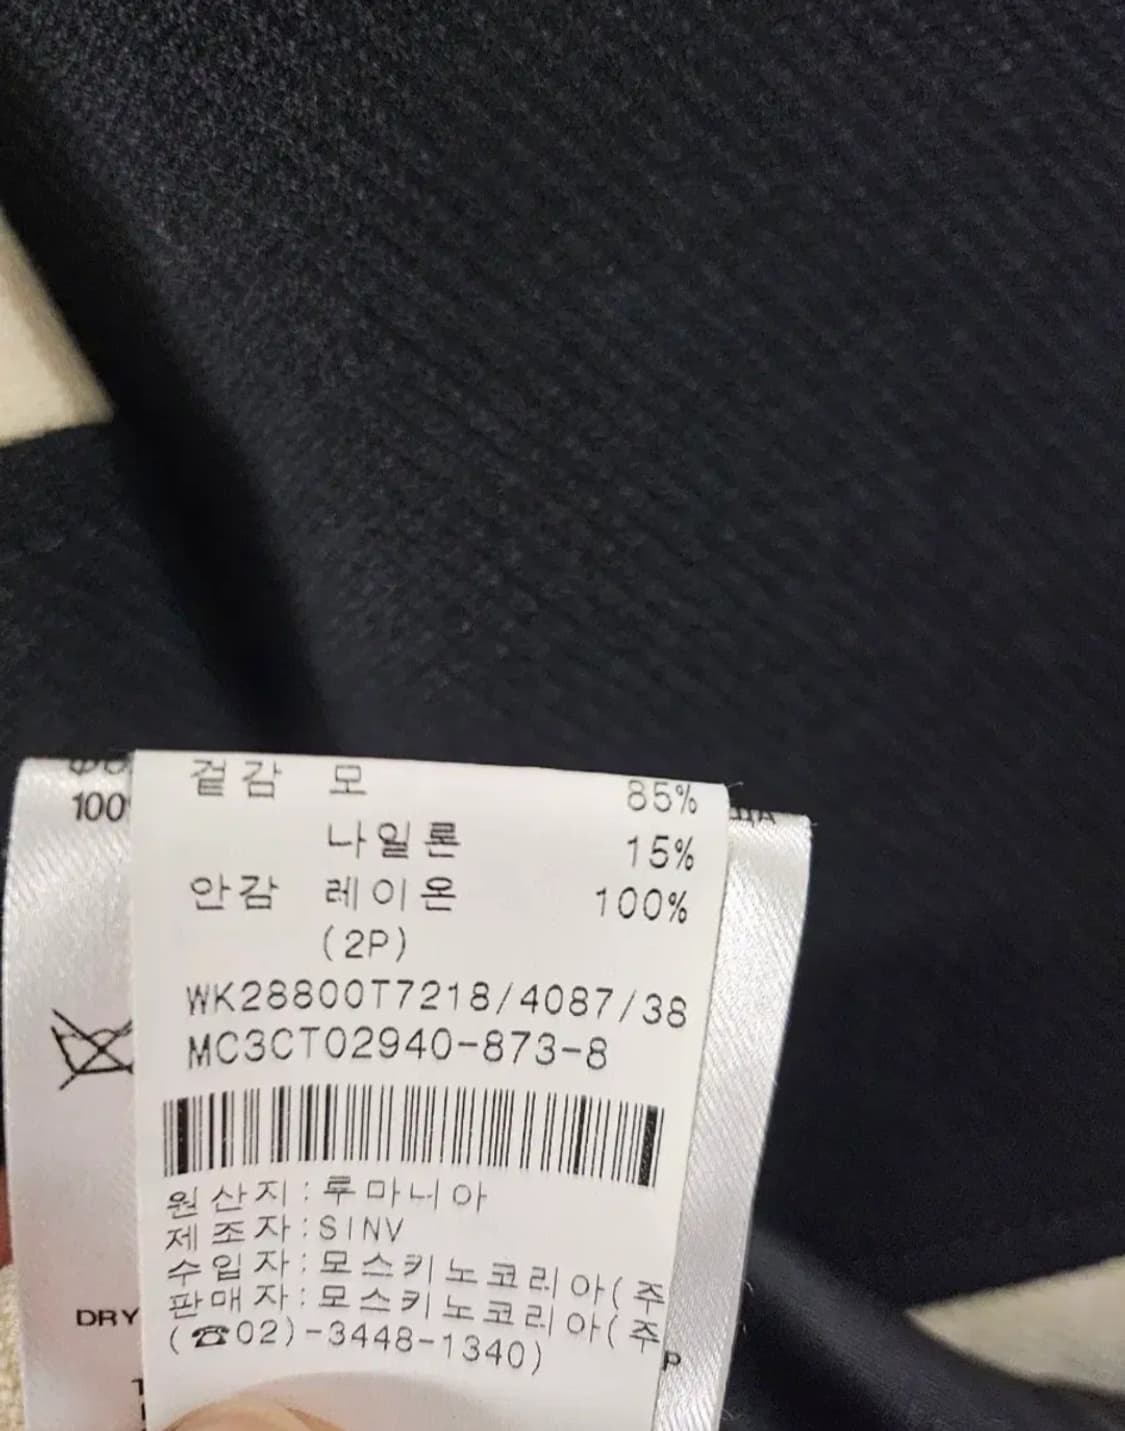 겉감 모 85%
나일론 15%
안감 레이온 100%
(2P)
WK28800T7218/4087/38
MC3CT02940-873-8
원산지:루마니아
제조자:SINV
수입자:모스키노코리아(주
판매자:모스키노코리아(주
(☎02)-3448-1340)
100
DRY
P